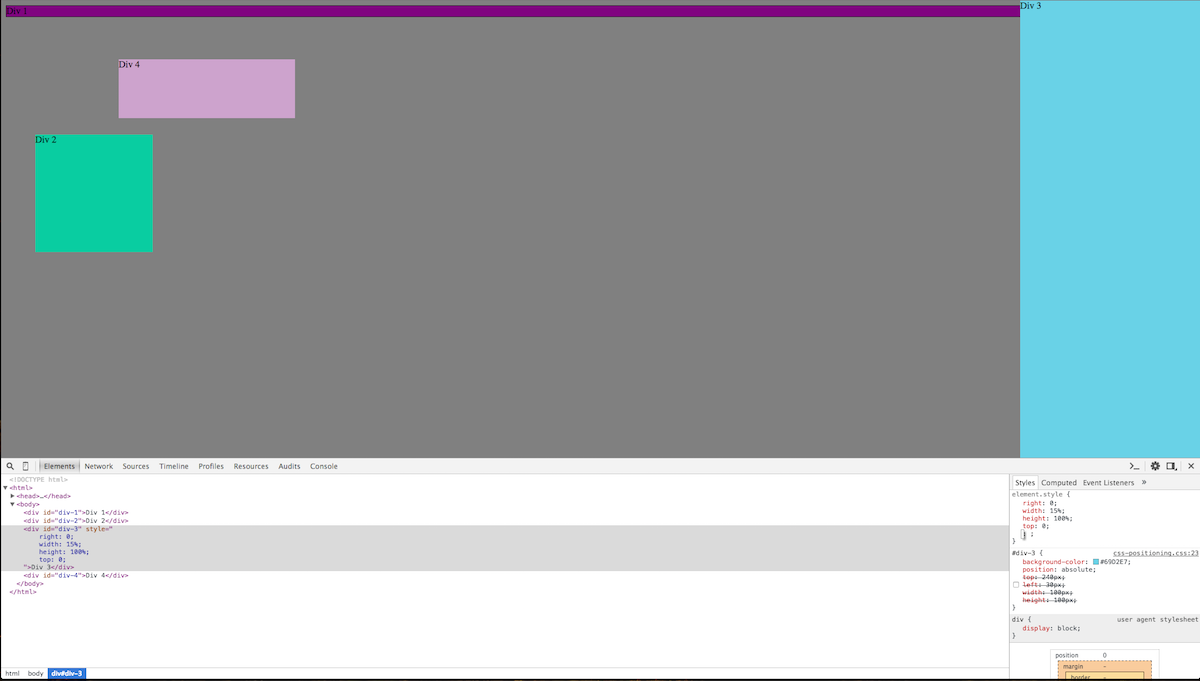 Div 1
Div 3
Div 4
Div 2
Elements Network Sources Timeline Profiles Resources Audits Console
<!DOCTYPE html>
▼<html>
▶<head>…</head>
▼<body>
<div id="div-1">Div 1</div>
<div id="div-2">Div 2</div>
<div id="div-3" style="
right: 0;
width: 15%;
height: 100%;
top: 0;
">Div 3</div>
<div id="div-4">Div 4</div>
</body>
</html>
html body div#div-3
Styles Computed Event Listeners »
element.style {
right: 0;
width: 15%;
height: 100%;
top: 0;
;
}
#div-3 { css-positioning.css:23
background-color: #69D2E7;
position: absolute;
top: 240px;
left: 30px;
width: 100px;
height: 100px;
}
div { user agent stylesheet
display: block;
}
position 0
margin -
border -